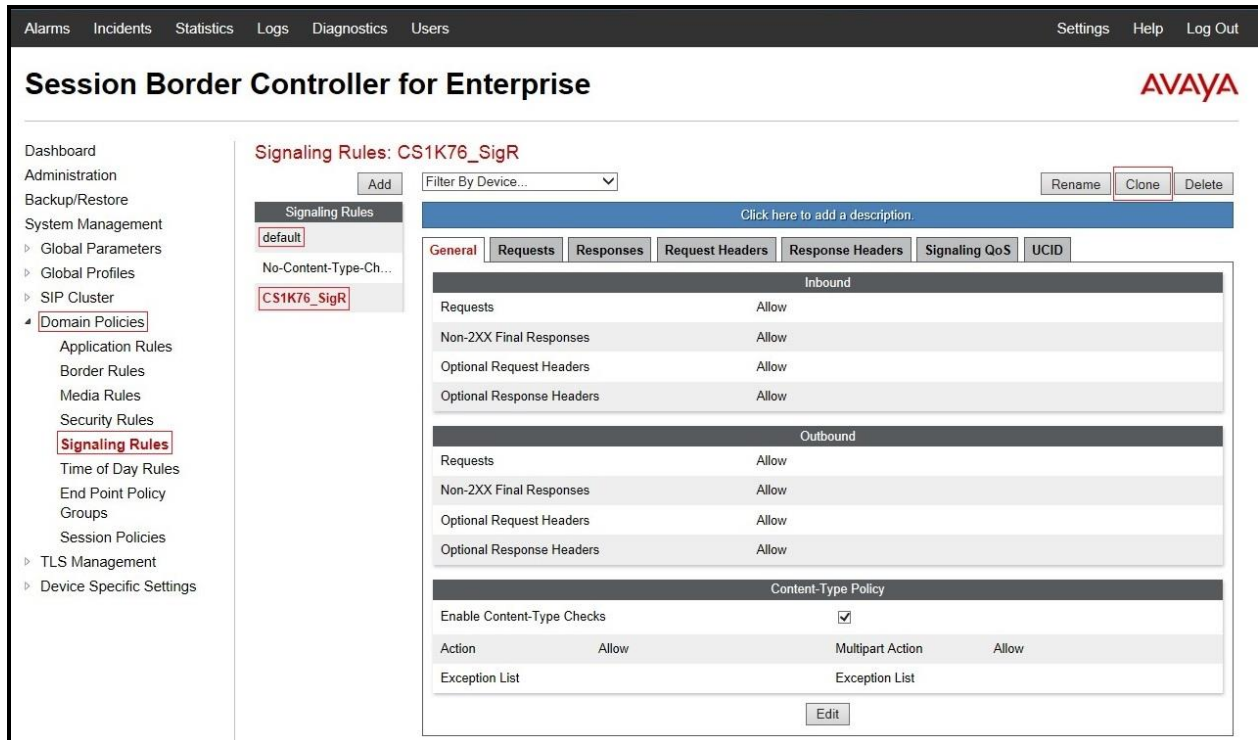 Alarms Incidents Statistics Logs Diagnostics Users Settings Help Log Out
Session Border Controller for Enterprise
AVAYA
Dashboard
Administration
Backup/Restore
System Management
Global Parameters
Global Profiles
SIP Cluster
Domain Policies
Application Rules
Border Rules
Media Rules
Security Rules
Signaling Rules
Time of Day Rules
End Point Policy
Groups
Session Policies
TLS Management
Device Specific Settings
Signaling Rules: CS1K76_SigR
Add
Filter By Device...
Rename Clone Delete
Signaling Rules
default
No-Content-Type-Ch...
CS1K76_SigR
Click here to add a description.
General Requests Responses Request Headers Response Headers Signaling QoS UCID
Inbound
Requests Allow
Non-2XX Final Responses Allow
Optional Request Headers Allow
Optional Response Headers Allow
Outbound
Requests Allow
Non-2XX Final Responses Allow
Optional Request Headers Allow
Optional Response Headers Allow
Content-Type Policy
Enable Content-Type Checks
Action Allow Multipart Action Allow
Exception List Exception List
Edit